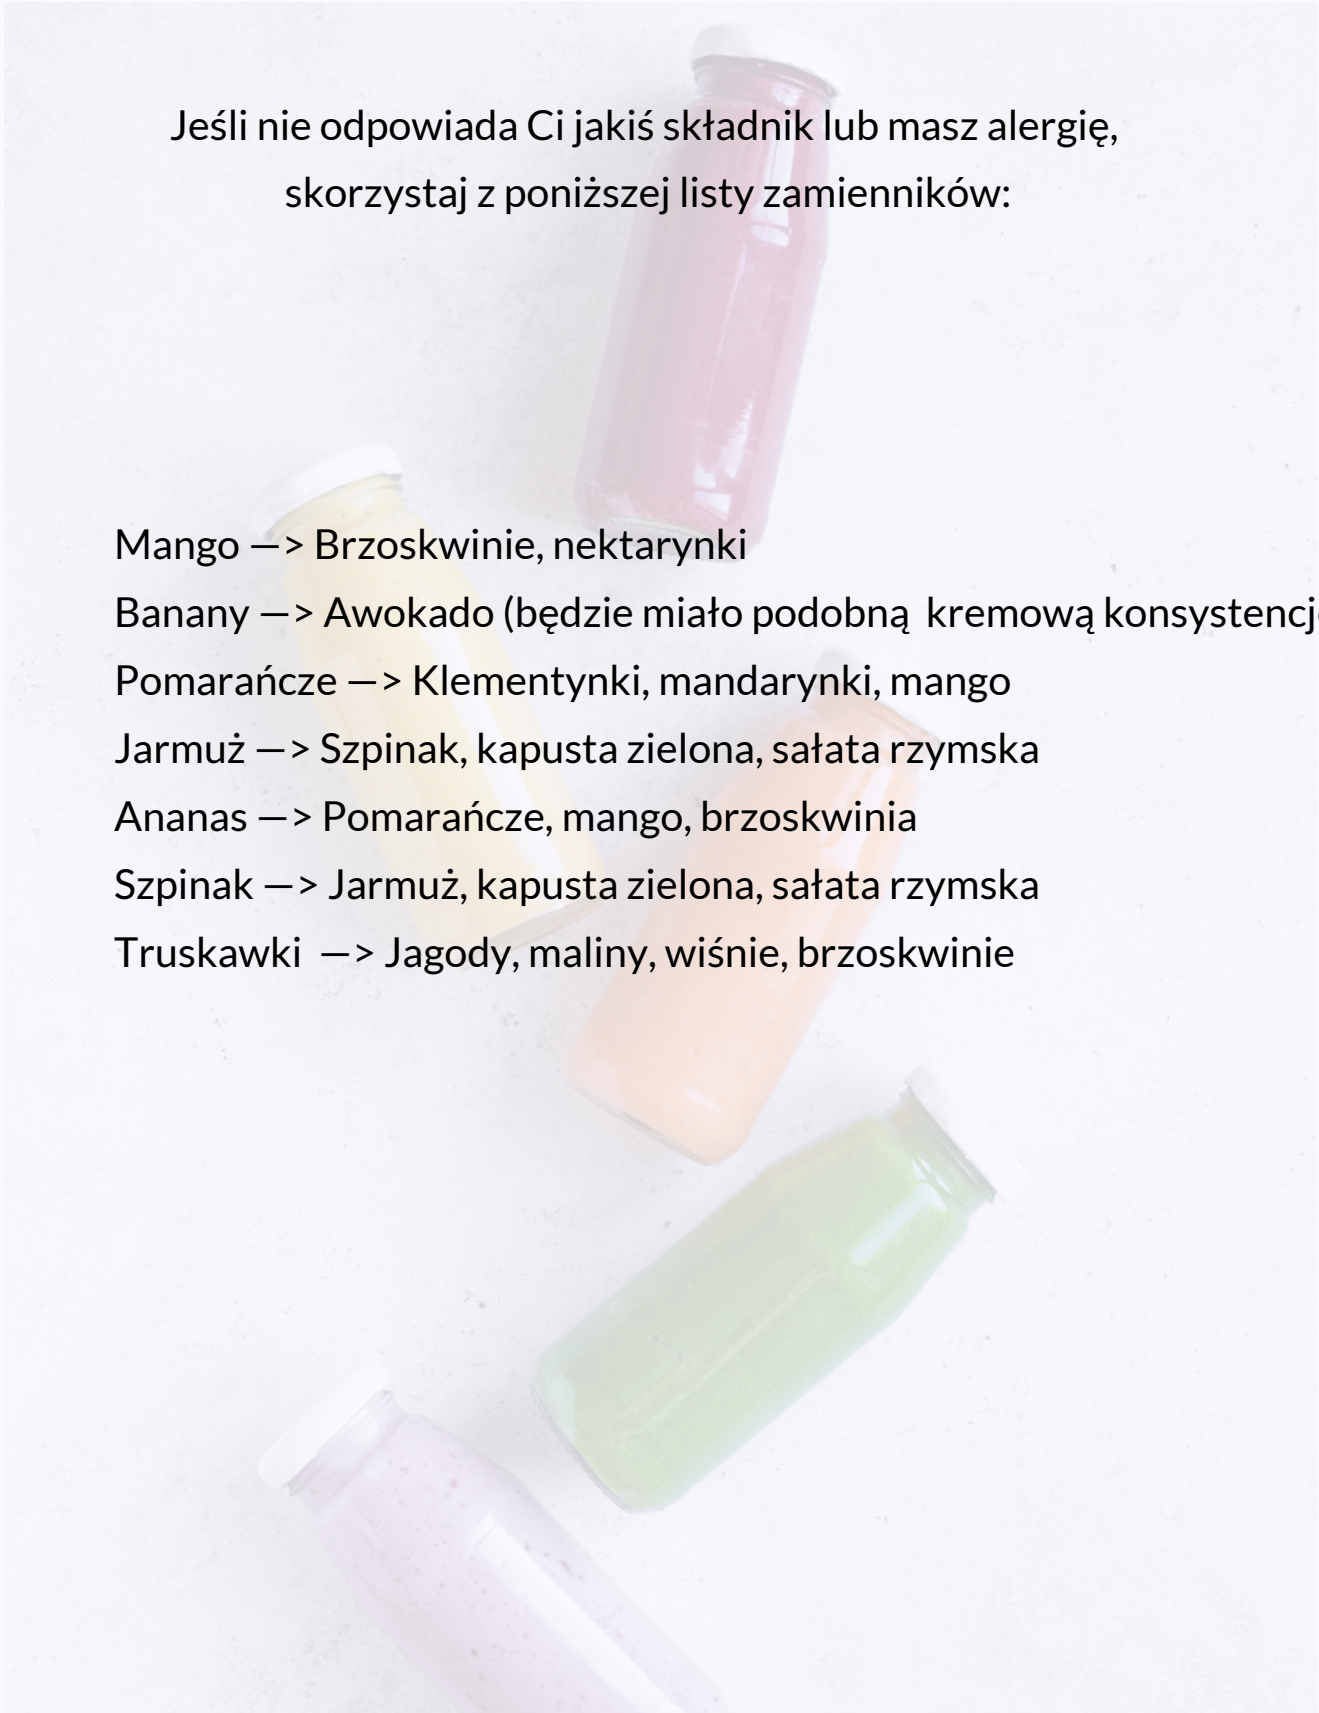 Jeśli nie odpowiada Ci jakiś składnik lub masz alergię,
skorzystaj z poniższej listy zamienników:
Mango —> Brzoskwinie, nektarynki
Banany —> Awokado (będzie miało podobną  kremową
Pomarańcze —> Klementynki, mandarynki, mango
Jarmuż —> Szpinak, kapusta zielona, sałata rzymska
Ananas —> Pomarańcze, mango, brzoskwinia
Szpinak —> Jarmuż, kapusta zielona, sałata rzymska
Truskawki  —> Jagody, maliny, wiśnie, brzoskwinie